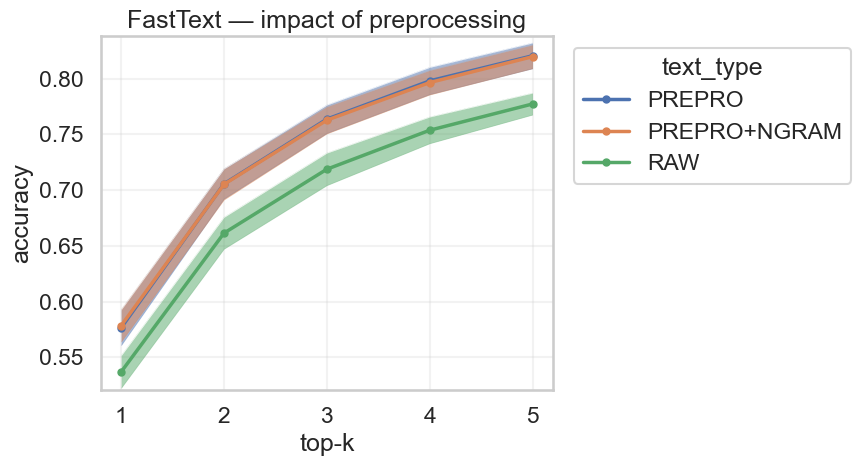 FastText — impact of preprocessing
accuracy
0.80
0.75
0.70
0.65
0.60
0.55
1 2 3 4 5
top-k
text_type
PREPRO
PREPRO+NGRAM
RAW